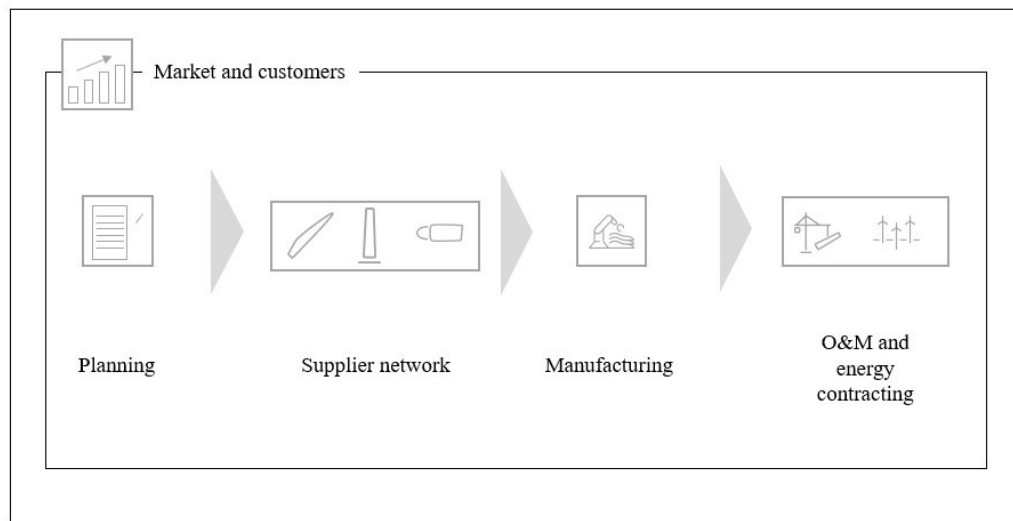 Market and customers
Planning
Supplier network
Manufacturing
O&M and
energy
contracting